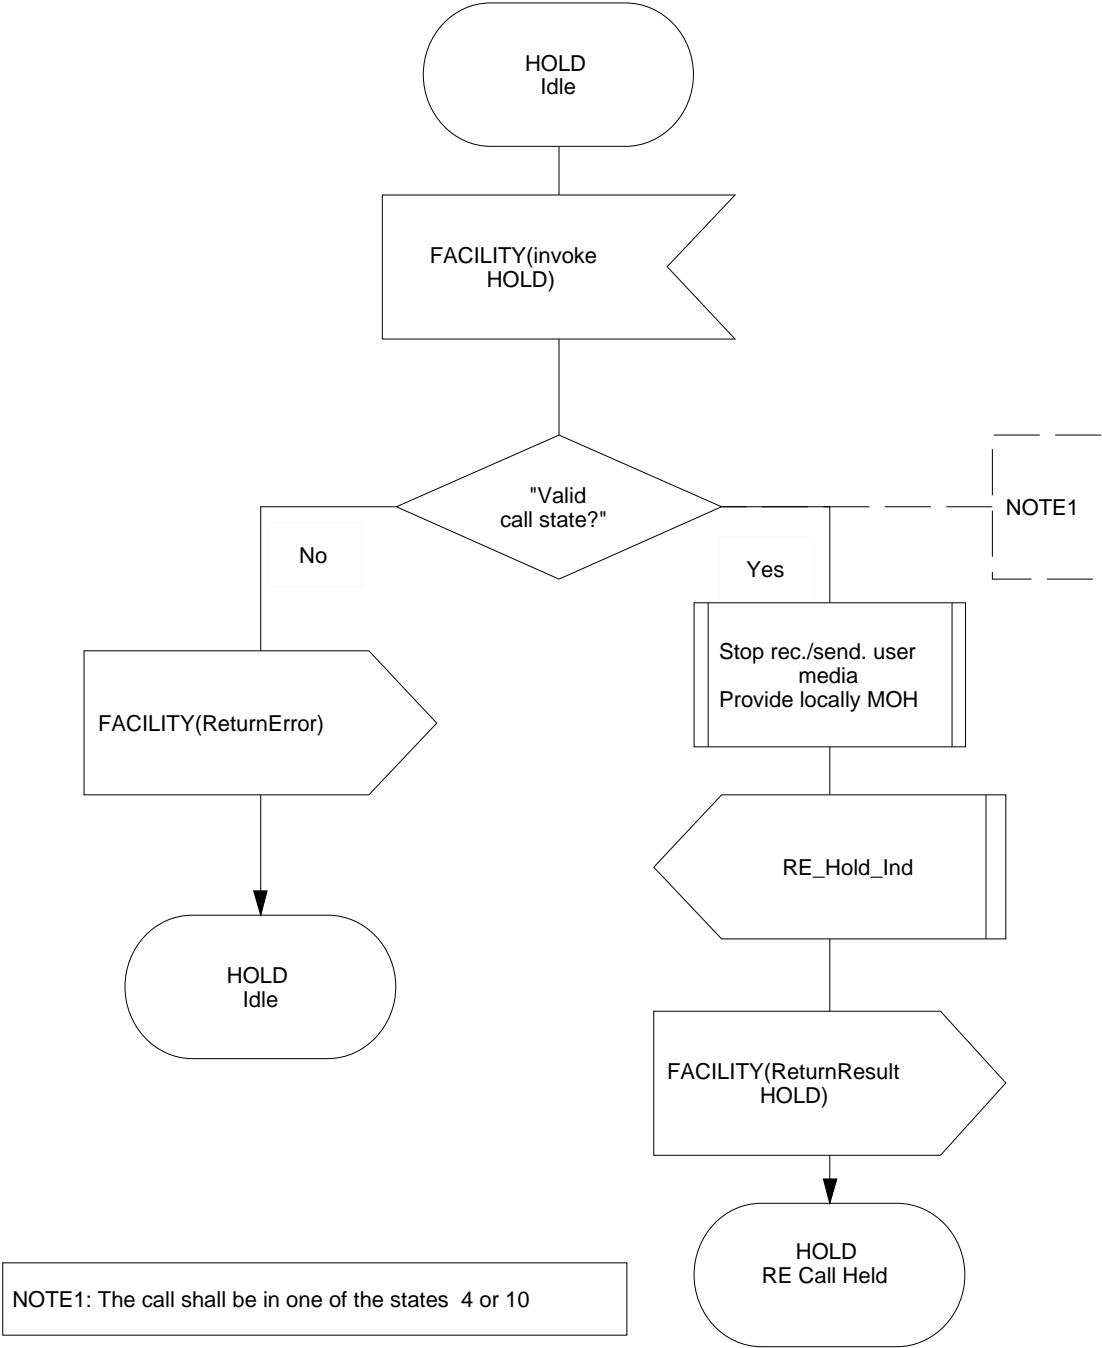 HOLD
Idle
FACILITY(invoke
HOLD)
"Valid
call state?"
NOTE1
No
Yes
Stop rec./send. user
media
Provide locally MOH
FACILITY(ReturnError)
RE_Hold_Ind
HOLD
Idle
FACILITY(ReturnResult
HOLD)
HOLD
RE Call Held
NOTE1: The call shall be in one of the states 4 or 10